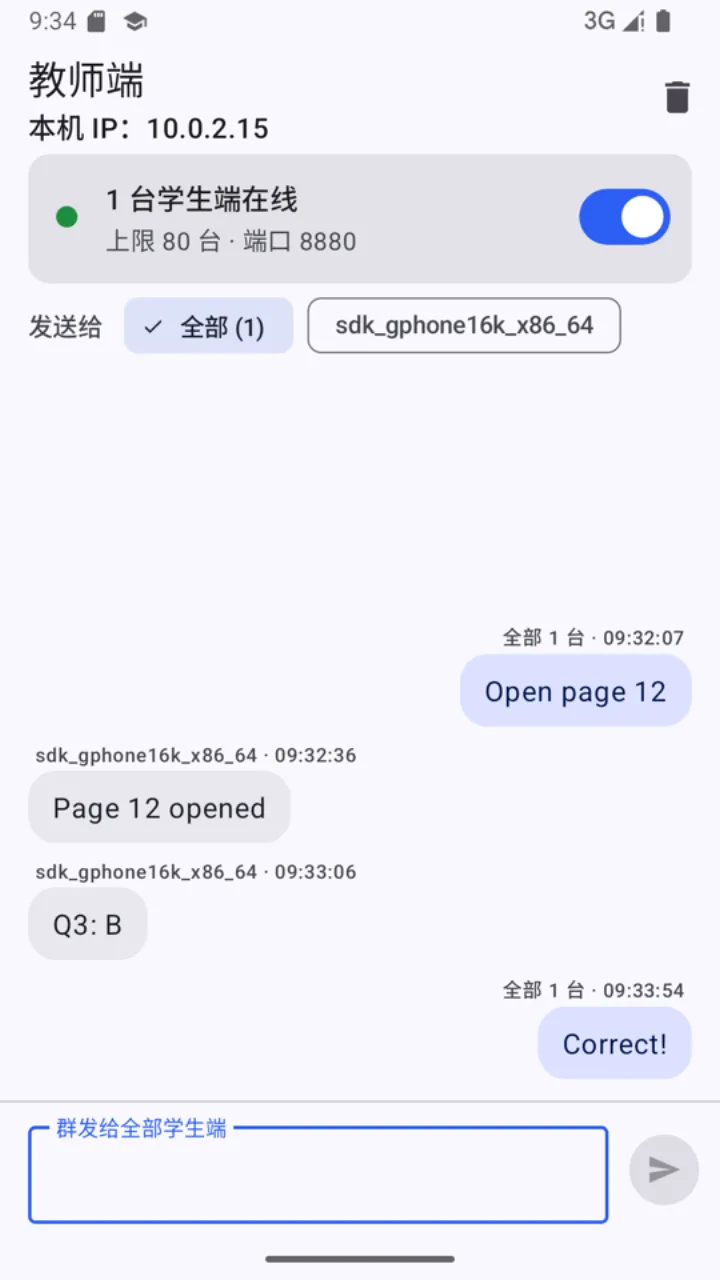 9:34
3G
教师端
本机 IP：10.0.2.15
1 台学生端在线
上限 80 台 · 端口 8880
发送给
全部 (1)
sdk_gphone16k_x86_64
全部 1 台 · 09:32:07
Open page 12
sdk_gphone16k_x86_64 · 09:32:36
Page 12 opened
sdk_gphone16k_x86_64 · 09:33:06
Q3: B
全部 1 台 · 09:33:54
Correct!
群发给全部学生端